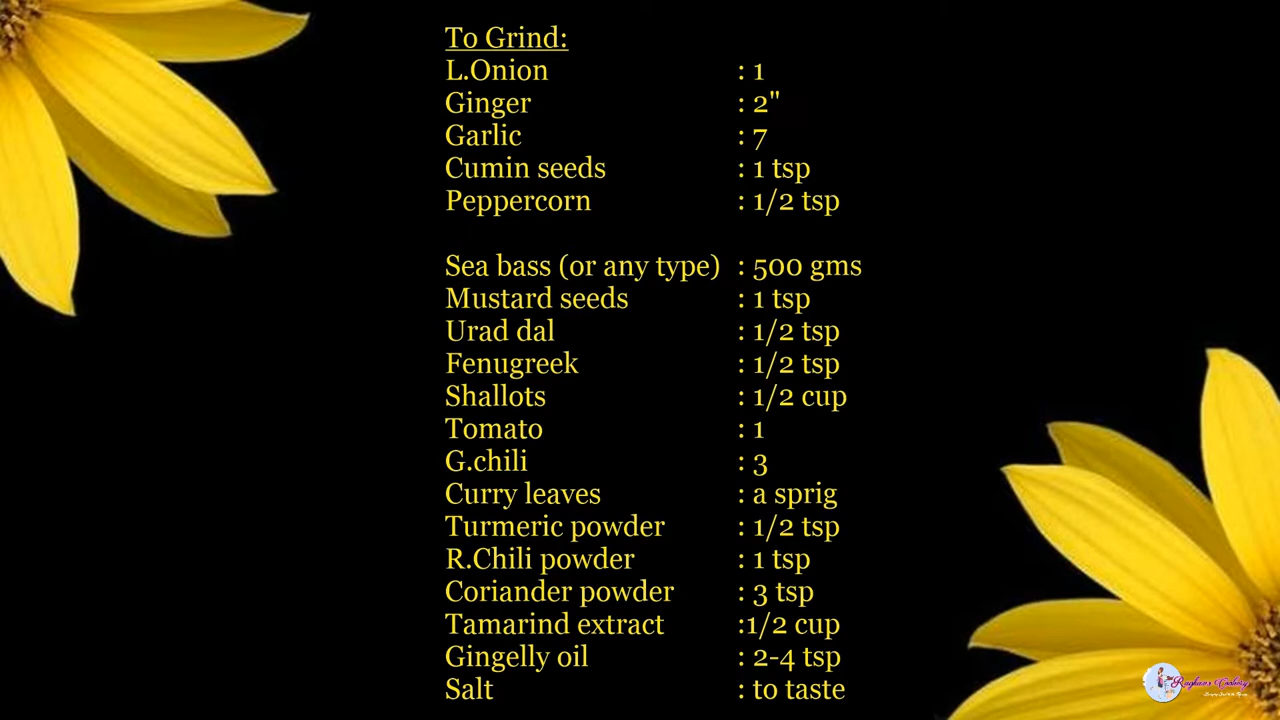 To Grind:
L.Onion : 1
Ginger : 2"
Garlic : 7
Cumin seeds : 1 tsp
Peppercorn : 1/2 tsp
Sea bass (or any type) : 500 gms
Mustard seeds : 1 tsp
Urad dal : 1/2 tsp
Fenugreek : 1/2 tsp
Shallots : 1/2 cup
Tomato : 1
G.chili : 3
Curry leaves : a sprig
Turmeric powder : 1/2 tsp
R.Chili powder : 1 tsp
Coriander powder : 3 tsp
Tamarind extract :1/2 cup
Gingelly oil : 2-4 tsp
Salt : to taste